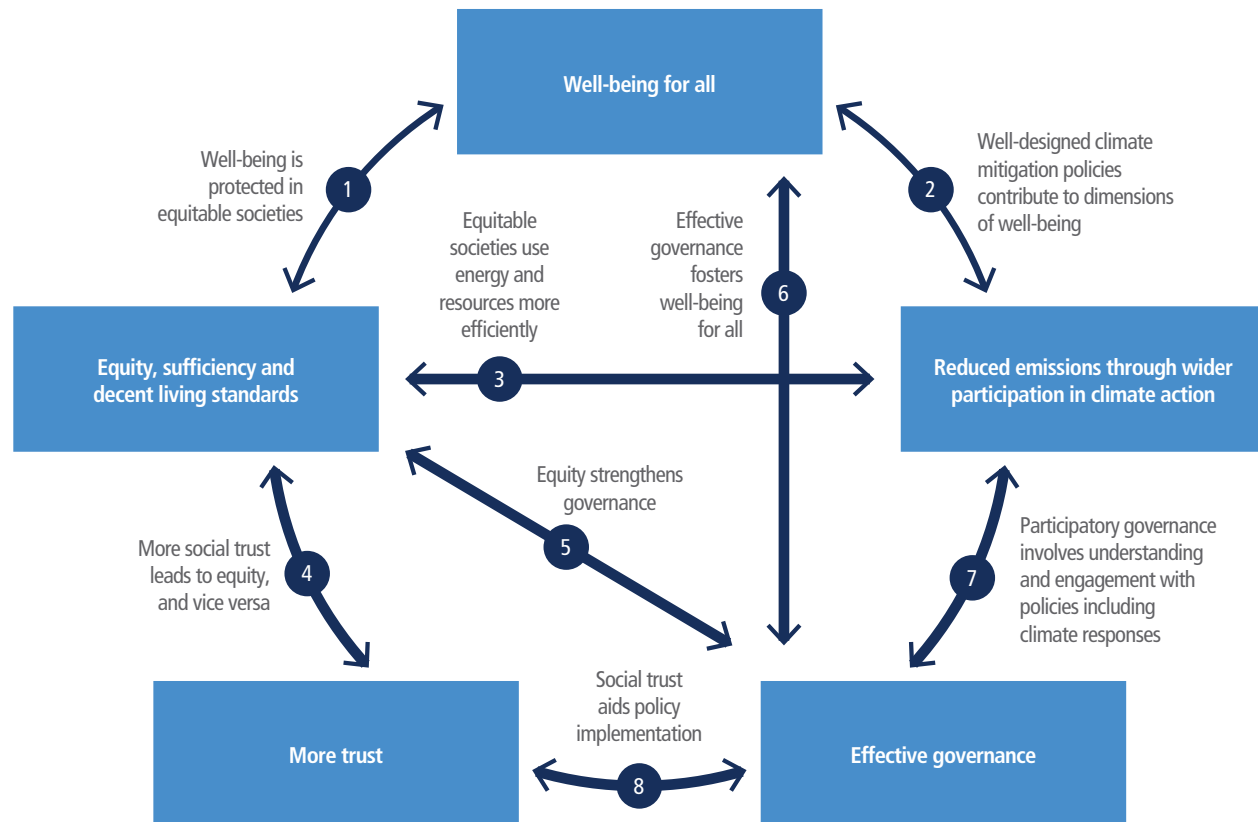 Well-being for all
Well-being is
protected in
equitable societies
1
Well-designed climate
mitigation policies
contribute to dimensions
of well-being
2
Equitable
societies use
energy and
resources more
efficiently
3
Effective
governance
fosters
well-being
for all
6
Equity, sufficiency and
decent living standards
Reduced emissions through wider
participation in climate action
Equity strengthens
governance
5
More social trust
leads to equity,
and vice versa
4
Participatory governance
involves understanding
and engagement with
policies including
climate responses
7
More trust
Social trust
aids policy
implementation
8
Effective governance